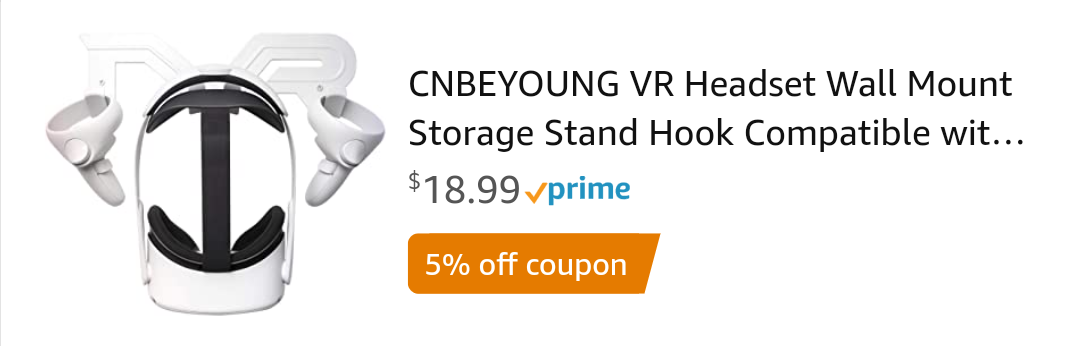 CNBEYOUNG VR Headset Wall Mount
Storage Stand Hook Compatible wit...
$18.99 prime
5% off coupon